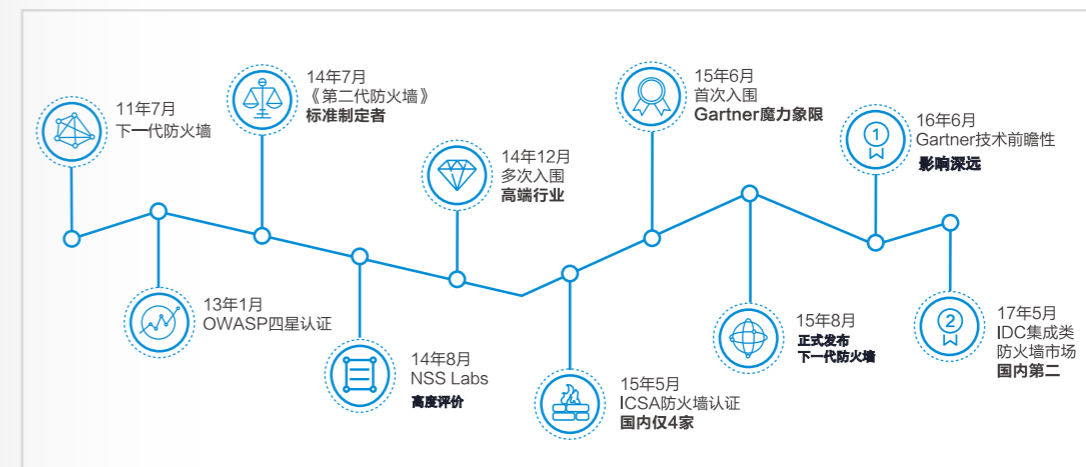 11年7月
下一代防火墙
13年1月
OWASP四星认证
14年7月
《第二代防火墙》
标准制定者
14年8月
NSS Labs
高度评价
14年12月
多次入围
高端行业
15年5月
ICSA防火墙认证
国内仅4家
15年6月
首次入围
Gartner魔力象限
15年8月
正式发布
下一代防火墙
1
16年6月
Gartner技术前瞻性
影响深远
2
17年5月
IDC集成类
防火墙市场
国内第二